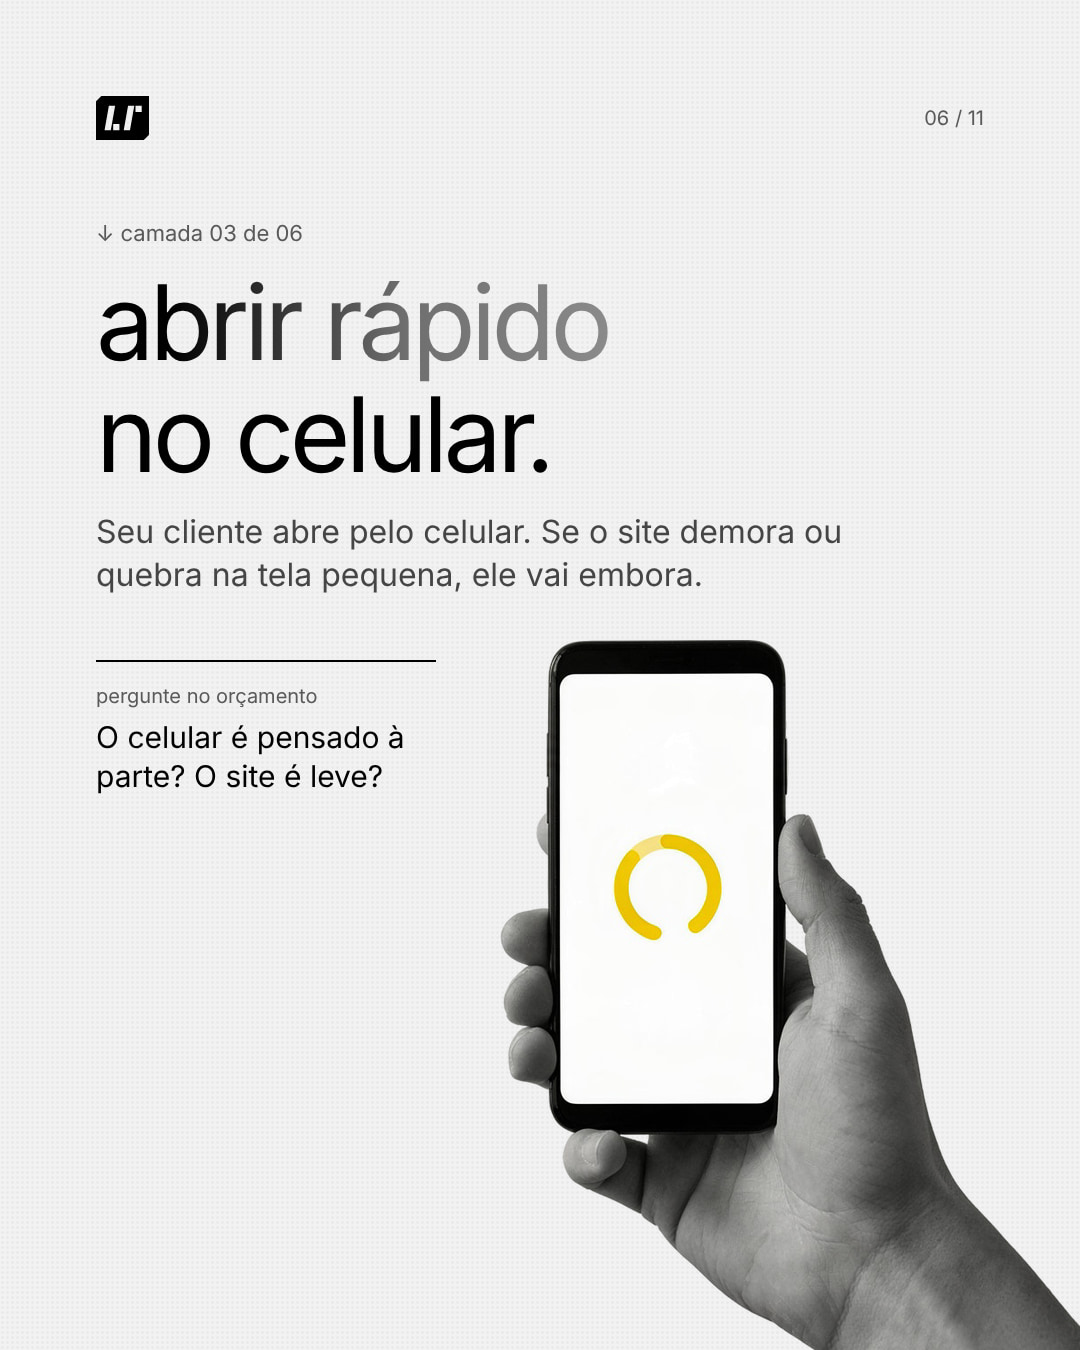 06 / 11
↓ camada 03 de 06
abrir rápido
no celular.
Seu cliente abre pelo celular. Se o site demora ou
quebra na tela pequena, ele vai embora.
pergunte no orçamento
O celular é pensado à
parte? O site é leve?